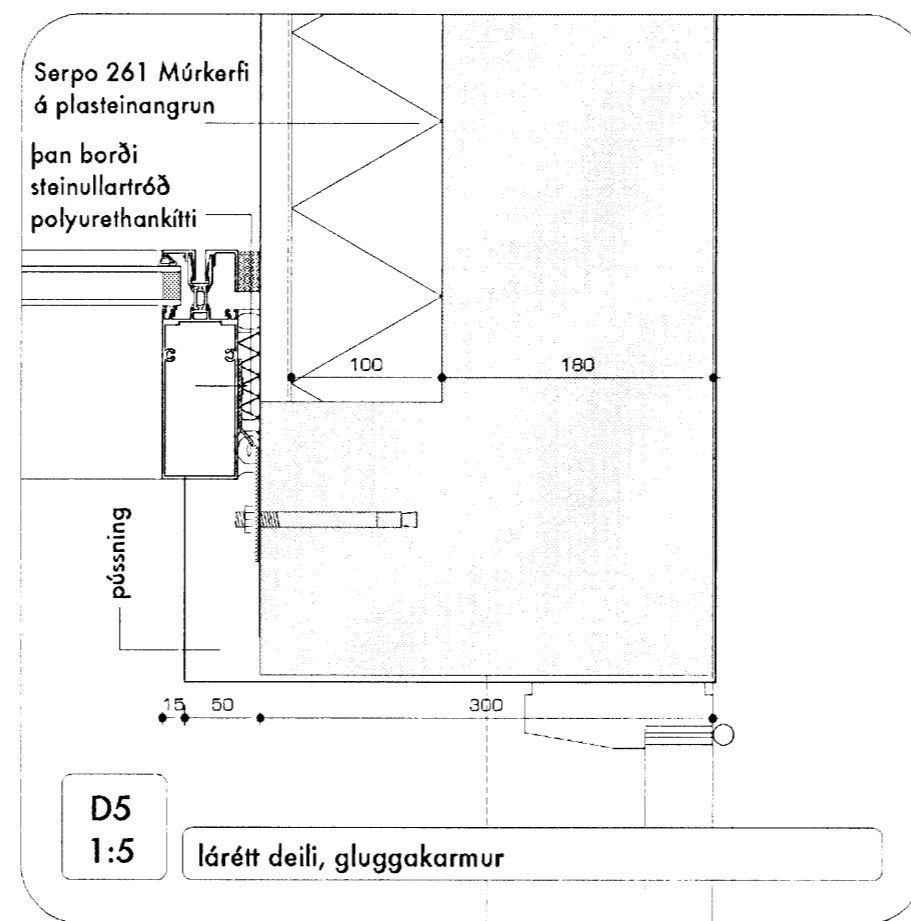 Serpo 261 Múrkerfi
á plasteinangrun
þan borði
steinullartróð
polyurethankítti
100
180
pússning
15
50
300
D5
1:5
lárétt deili, gluggakarmur